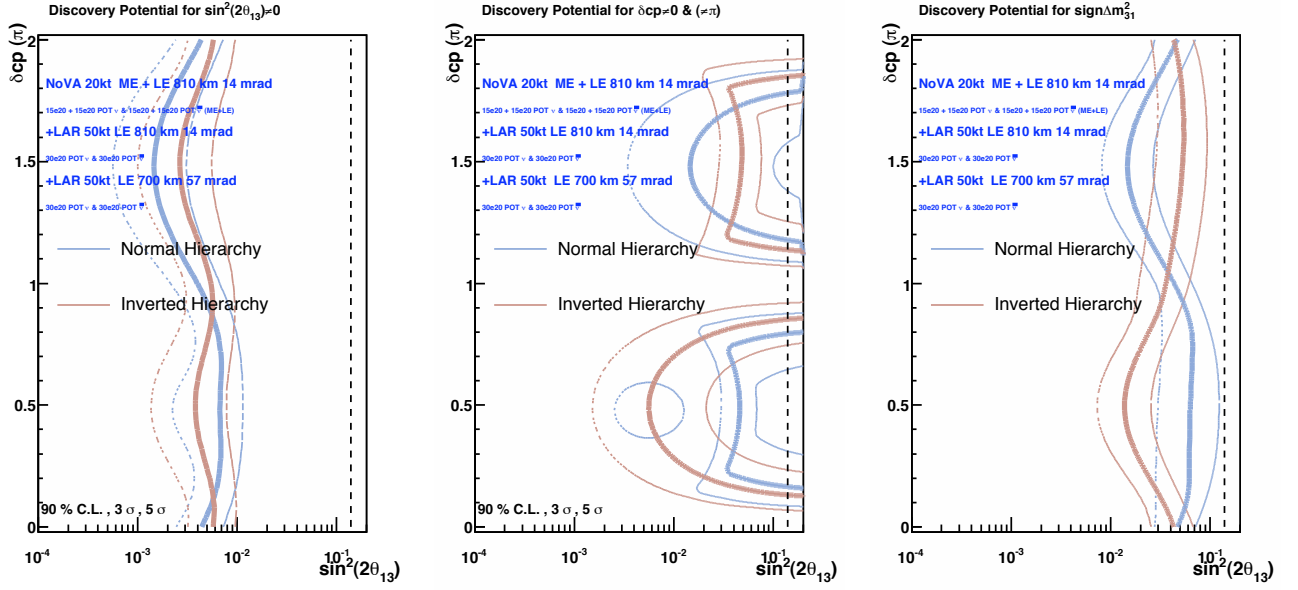 Discovery Potential for sin²(2θ₁₃)≠0
δcp (π)
2
1.5
1
0.5
0
NoVA 20kt ME + LE 810 km 14 mrad
15e20 + 15e20 POT ν & 15e20 + 15e20 POT ν̅ (ME+LE)
+LAR 50kt LE 810 km 14 mrad
30e20 POT ν & 30e20 POT ν̅
+LAR 50kt LE 700 km 57 mrad
30e20 POT ν & 30e20 POT ν̅
Normal Hierarchy
Inverted Hierarchy
90 % C.L. , 3 σ , 5 σ
10⁻⁴ 10⁻³ 10⁻² 10⁻¹
sin²(2θ₁₃)
Discovery Potential for δcp≠0 & (≠π)
δcp (π)
2
1.5
1
0.5
0
NoVA 20kt ME + LE 810 km 14 mrad
15e20 + 15e20 POT ν & 15e20 + 15e20 POT ν̅ (ME+LE)
+LAR 50kt LE 810 km 14 mrad
30e20 POT ν & 30e20 POT ν̅
+LAR 50kt LE 700 km 57 mrad
30e20 POT ν & 30e20 POT ν̅
Normal Hierarchy
Inverted Hierarchy
90 % C.L. , 3 σ , 5 σ
10⁻⁴ 10⁻³ 10⁻² 10⁻¹
sin²(2θ₁₃)
Discovery Potential for signΔm²₃₁
δcp (π)
2
1.5
1
0.5
0
NoVA 20kt ME + LE 810 km 14 mrad
15e20 + 15e20 POT ν & 15e20 + 15e20 POT ν̅ (ME+LE)
+LAR 50kt LE 810 km 14 mrad
30e20 POT ν & 30e20 POT ν̅
+LAR 50kt LE 700 km 57 mrad
30e20 POT ν & 30e20 POT ν̅
Normal Hierarchy
Inverted Hierarchy
10⁻⁴ 10⁻³ 10⁻² 10⁻¹
sin²(2θ₁₃)